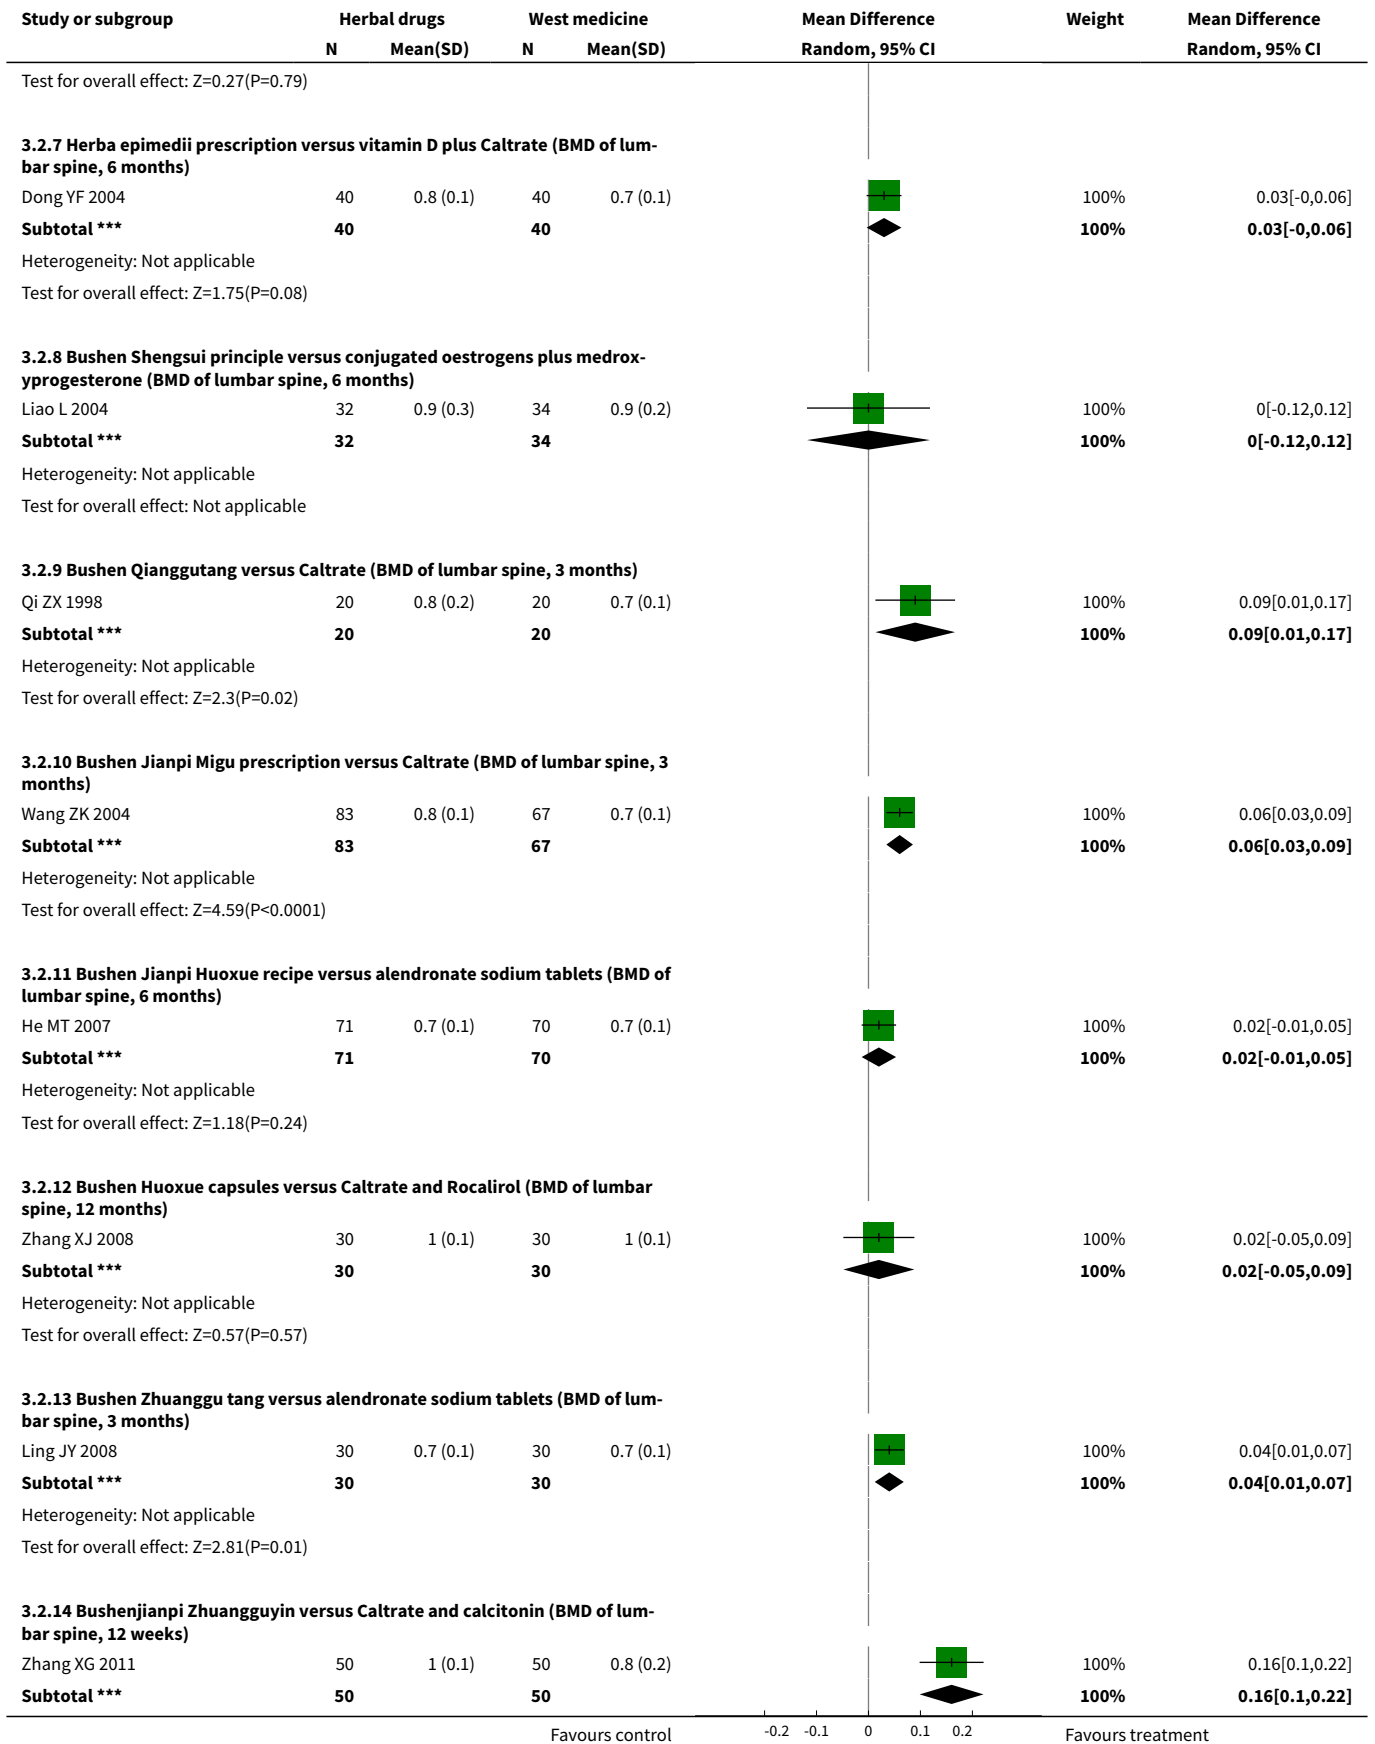 Study or subgroup Herbal drugs West medicine Mean Difference Weight Mean Difference
N Mean(SD) N Mean(SD) Random, 95% CI Random, 95% CI
Test for overall effect: Z=0.27(P=0.79)
3.2.7 Herba epimedii prescription versus vitamin D plus Caltrate (BMD of lum-
bar spine, 6 months)
Dong YF 2004 40 0.8 (0.1) 40 0.7 (0.1) 100% 0.03[-0,0.06]
Subtotal *** 40 40 100% 0.03[-0,0.06]
Heterogeneity: Not applicable
Test for overall effect: Z=1.75(P=0.08)
3.2.8 Bushen Shengsui principle versus conjugated oestrogens plus medrox-
yprogesterone (BMD of lumbar spine, 6 months)
Liao L 2004 32 0.9 (0.3) 34 0.9 (0.2) 100% 0[-0.12,0.12]
Subtotal *** 32 34 100% 0[-0.12,0.12]
Heterogeneity: Not applicable
Test for overall effect: Not applicable
3.2.9 Bushen Qianggutang versus Caltrate (BMD of lumbar spine, 3 months)
Qi ZX 1998 20 0.8 (0.2) 20 0.7 (0.1) 100% 0.09[0.01,0.17]
Subtotal *** 20 20 100% 0.09[0.01,0.17]
Heterogeneity: Not applicable
Test for overall effect: Z=2.3(P=0.02)
3.2.10 Bushen Jianpi Migu prescription versus Caltrate (BMD of lumbar spine, 3
months)
Wang ZK 2004 83 0.8 (0.1) 67 0.7 (0.1) 100% 0.06[0.03,0.09]
Subtotal *** 83 67 100% 0.06[0.03,0.09]
Heterogeneity: Not applicable
Test for overall effect: Z=4.59(P<0.0001)
3.2.11 Bushen Jianpi Huoxue recipe versus alendronate sodium tablets (BMD of
lumbar spine, 6 months)
He MT 2007 71 0.7 (0.1) 70 0.7 (0.1) 100% 0.02[-0.01,0.05]
Subtotal *** 71 70 100% 0.02[-0.01,0.05]
Heterogeneity: Not applicable
Test for overall effect: Z=1.18(P=0.24)
3.2.12 Bushen Huoxue capsules versus Caltrate and Rocalirol (BMD of lumbar
spine, 12 months)
Zhang XJ 2008 30 1 (0.1) 30 1 (0.1) 100% 0.02[-0.05,0.09]
Subtotal *** 30 30 100% 0.02[-0.05,0.09]
Heterogeneity: Not applicable
Test for overall effect: Z=0.57(P=0.57)
3.2.13 Bushen Zhuanggu tang versus alendronate sodium tablets (BMD of lum-
bar spine, 3 months)
Ling JY 2008 30 0.7 (0.1) 30 0.7 (0.1) 100% 0.04[0.01,0.07]
Subtotal *** 30 30 100% 0.04[0.01,0.07]
Heterogeneity: Not applicable
Test for overall effect: Z=2.81(P=0.01)
3.2.14 Bushenjianpi Zhuangguyin versus Caltrate and calcitonin (BMD of lum-
bar spine, 12 weeks)
Zhang XG 2011 50 1 (0.1) 50 0.8 (0.2) 100% 0.16[0.1,0.22]
Subtotal *** 50 50 100% 0.16[0.1,0.22]
Favours control -0.2 -0.1 0 0.1 0.2 Favours treatment